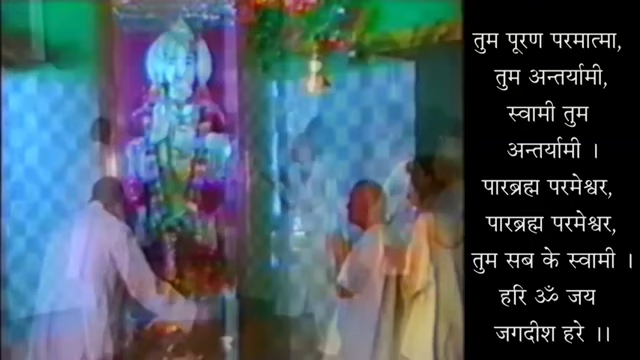 तुम पूरण परमात्मा,
तुम अन्तर्यामी,
स्वामी तुम
अन्तर्यामी ।
पारब्रह्म परमेश्वर,
पारब्रह्म परमेश्वर,
तुम सब के स्वामी ।
हरि ॐ जय
जगदीश हरे ।।